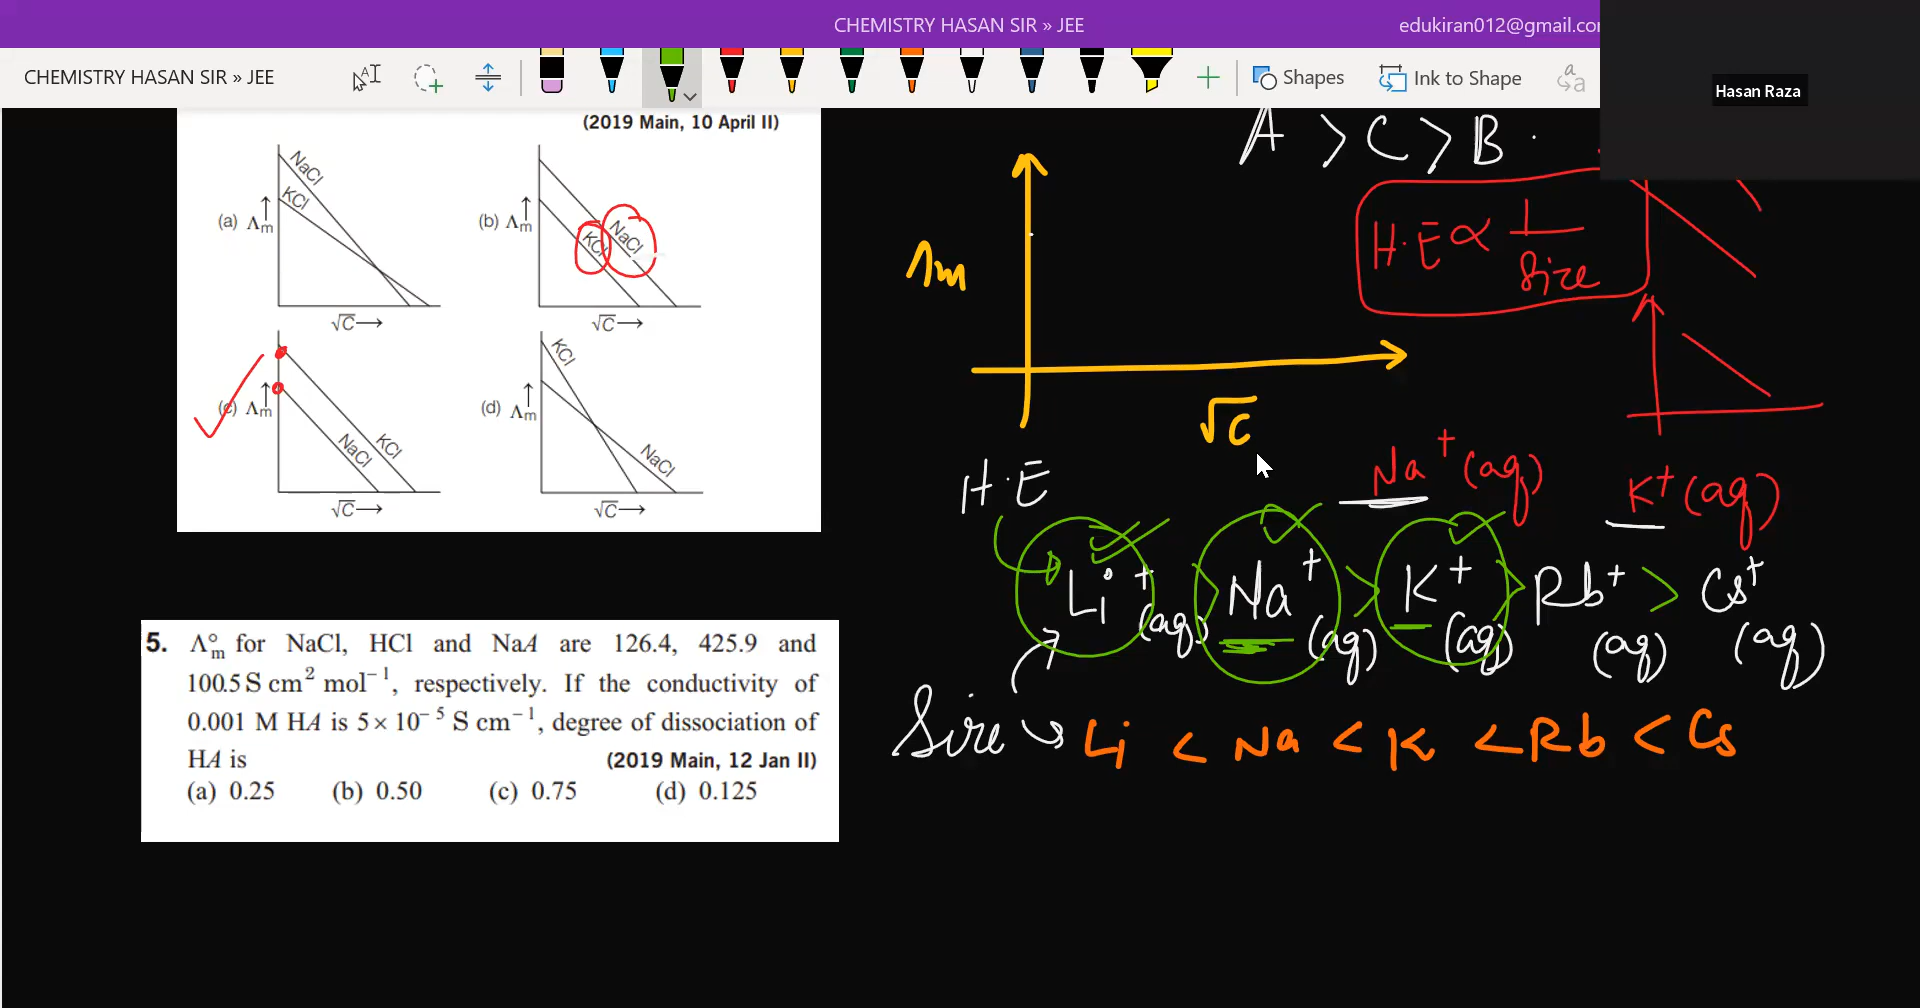 CHEMISTRY HASAN SIR » JEE
edukiran012@gmail.co
CHEMISTRY HASAN SIR » JEE
Shapes
Ink to Shape
Hasan Raza
(2019 Main, 10 April II)
(a) Λm ↑
NaCl
KCl
√C →
(b) Λm ↑
KCl
NaCl
√C →
(c) Λm ↑
NaCl
KCl
√C →
(d) Λm ↑
KCl
NaCl
√C →
5. Λ°m for NaCl, HCl and NaA are 126.4, 425.9 and
100.5 S cm² mol⁻¹, respectively. If the conductivity of
0.001 M HA is 5 × 10⁻⁵ S cm⁻¹, degree of dissociation of
HA is (2019 Main, 12 Jan II)
(a) 0.25 (b) 0.50 (c) 0.75 (d) 0.125
A > C > B .
H.E ∝ 1/Size
Λm
√C
Na⁺(aq) K⁺(aq)
H.E
Li⁺(aq) > Na⁺(aq) > K⁺(aq) > Rb⁺(aq) > Cs⁺(aq)
Size → Li < Na < K < Rb < Cs